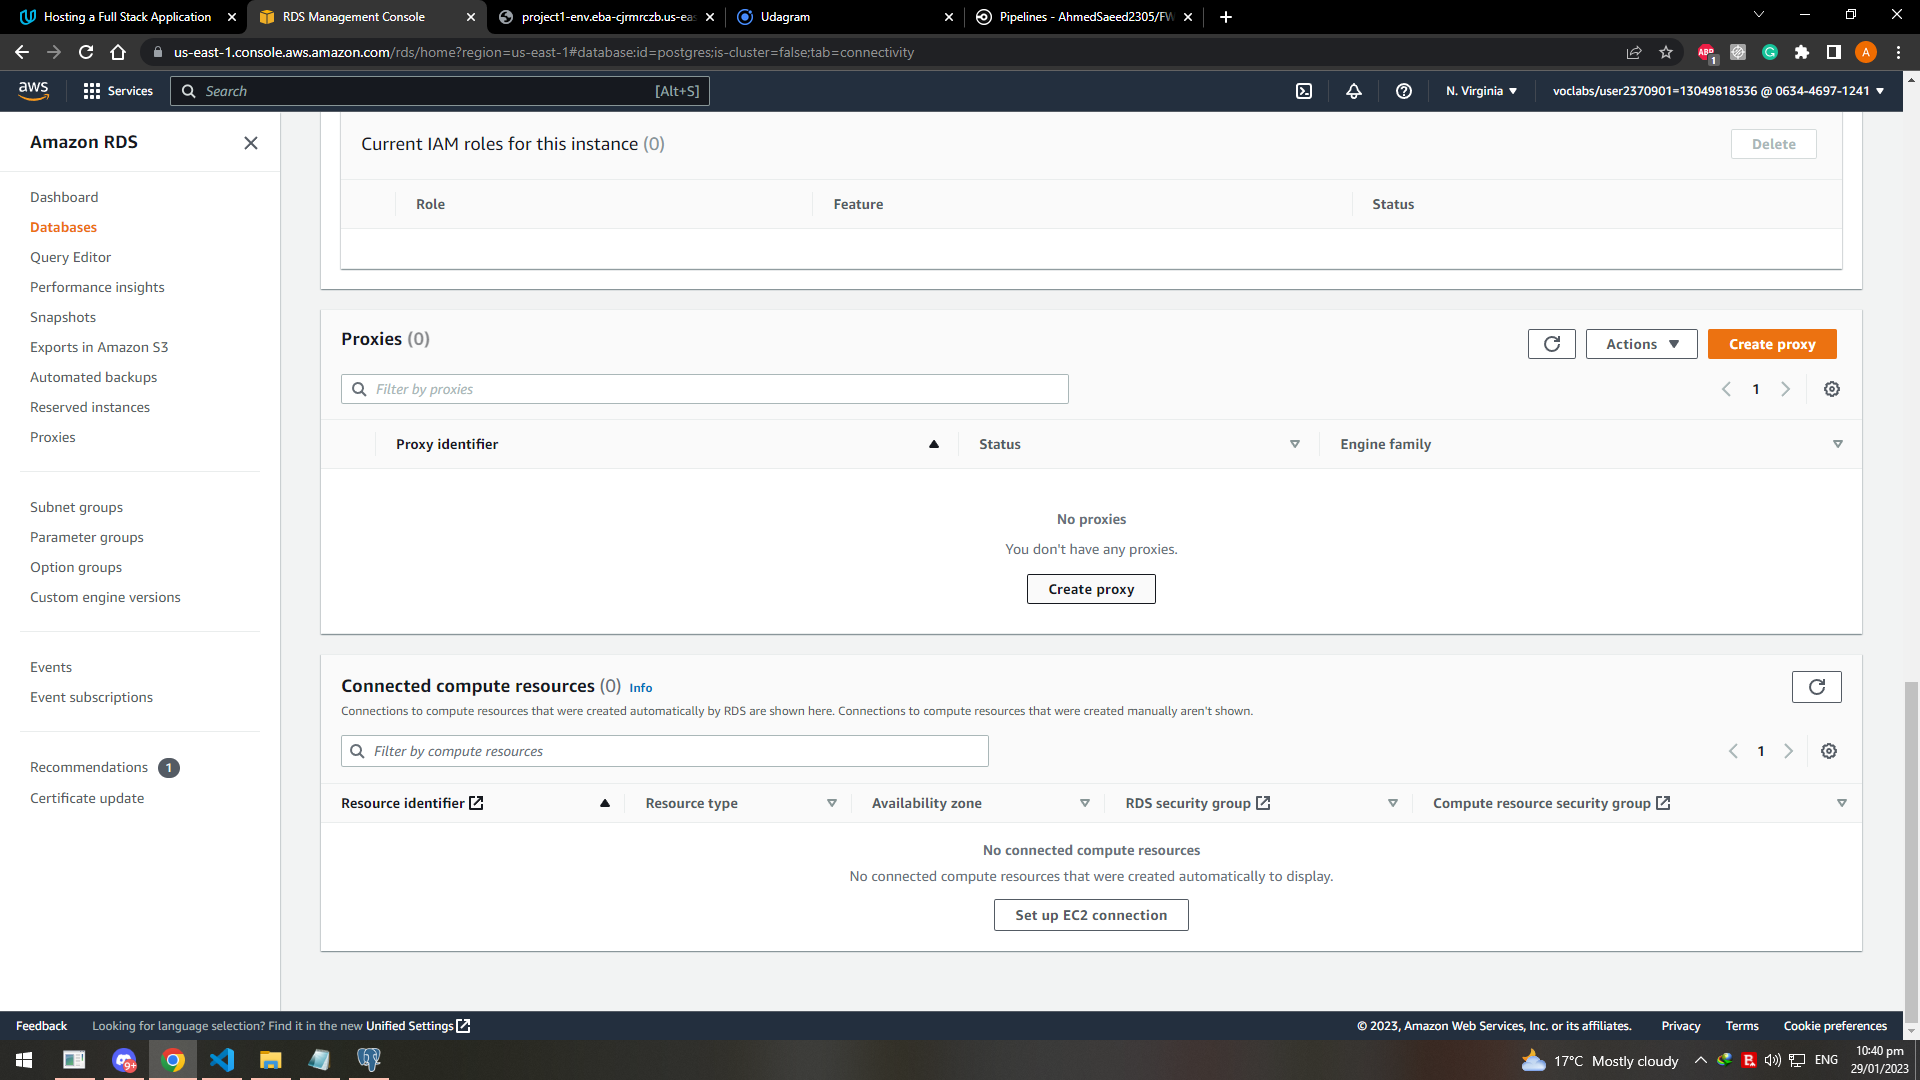 Hosting a Full Stack Application
RDS Management Console
project1-env.eba-cjrmrczb.us-eas
Udagram
Pipelines - AhmedSaeed2305/FW
us-east-1.console.aws.amazon.com/rds/home?region=us-east-1#database:id=postgres;is-cluster=false;tab=connectivity
ABP
1
A
aws
Services
Search
[Alt+S]
N. Virginia
voclabs/user2370901=13049818536 @ 0634-4697-1241
Amazon RDS
Dashboard
Databases
Query Editor
Performance insights
Snapshots
Exports in Amazon S3
Automated backups
Reserved instances
Proxies
Subnet groups
Parameter groups
Option groups
Custom engine versions
Events
Event subscriptions
Recommendations 1
Certificate update
Current IAM roles for this instance (0)
Delete
Role
Feature
Status
Proxies (0)
Actions
Create proxy
Filter by proxies
1
Proxy identifier
Status
Engine family
No proxies
You don't have any proxies.
Create proxy
Connected compute resources (0) Info
Connections to compute resources that were created automatically by RDS are shown here. Connections to compute resources that were created manually aren't shown.
Filter by compute resources
1
Resource identifier
Resource type
Availability zone
RDS security group
Compute resource security group
No connected compute resources
No connected compute resources that were created automatically to display.
Set up EC2 connection
Feedback
Looking for language selection? Find it in the new Unified Settings
© 2023, Amazon Web Services, Inc. or its affiliates.
Privacy
Terms
Cookie preferences
9+
17°C Mostly cloudy
ENG
10:40 pm
29/01/2023